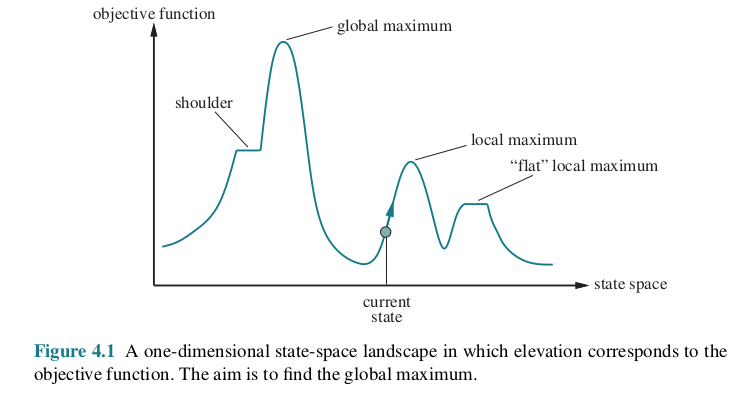 objective function
global maximum
shoulder
local maximum
“flat” local maximum
state space
current
state
Figure 4.1 A one-dimensional state-space landscape in which elevation corresponds to the
objective function. The aim is to find the global maximum.